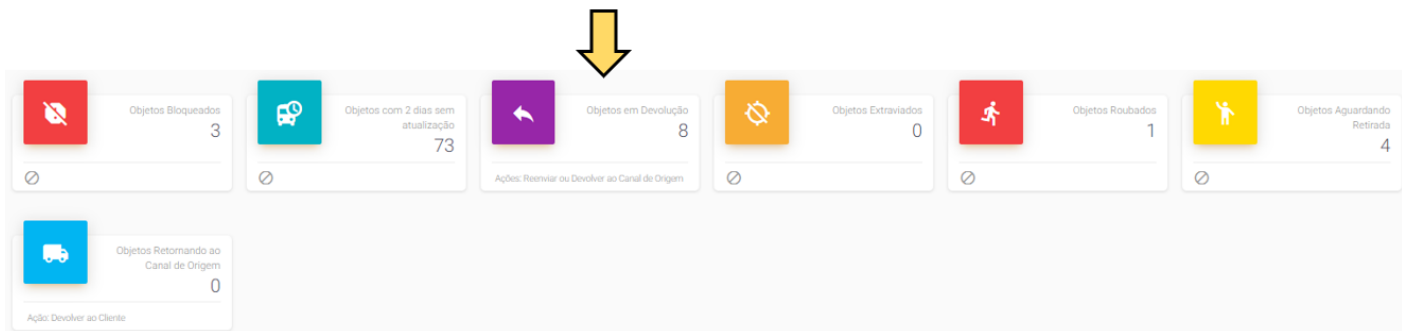 Objetos Bloqueados
3
Objetos com 2 dias sem
atualização
73
Objetos em Devolução
8
Ações: Reenviar ou Devolver ao Canal de Origem
Objetos Extraviados
0
Objetos Roubados
1
Objetos Aguardando
Retirada
4
Objetos Retornando ao
Canal de Origem
0
Ação: Devolver ao Cliente